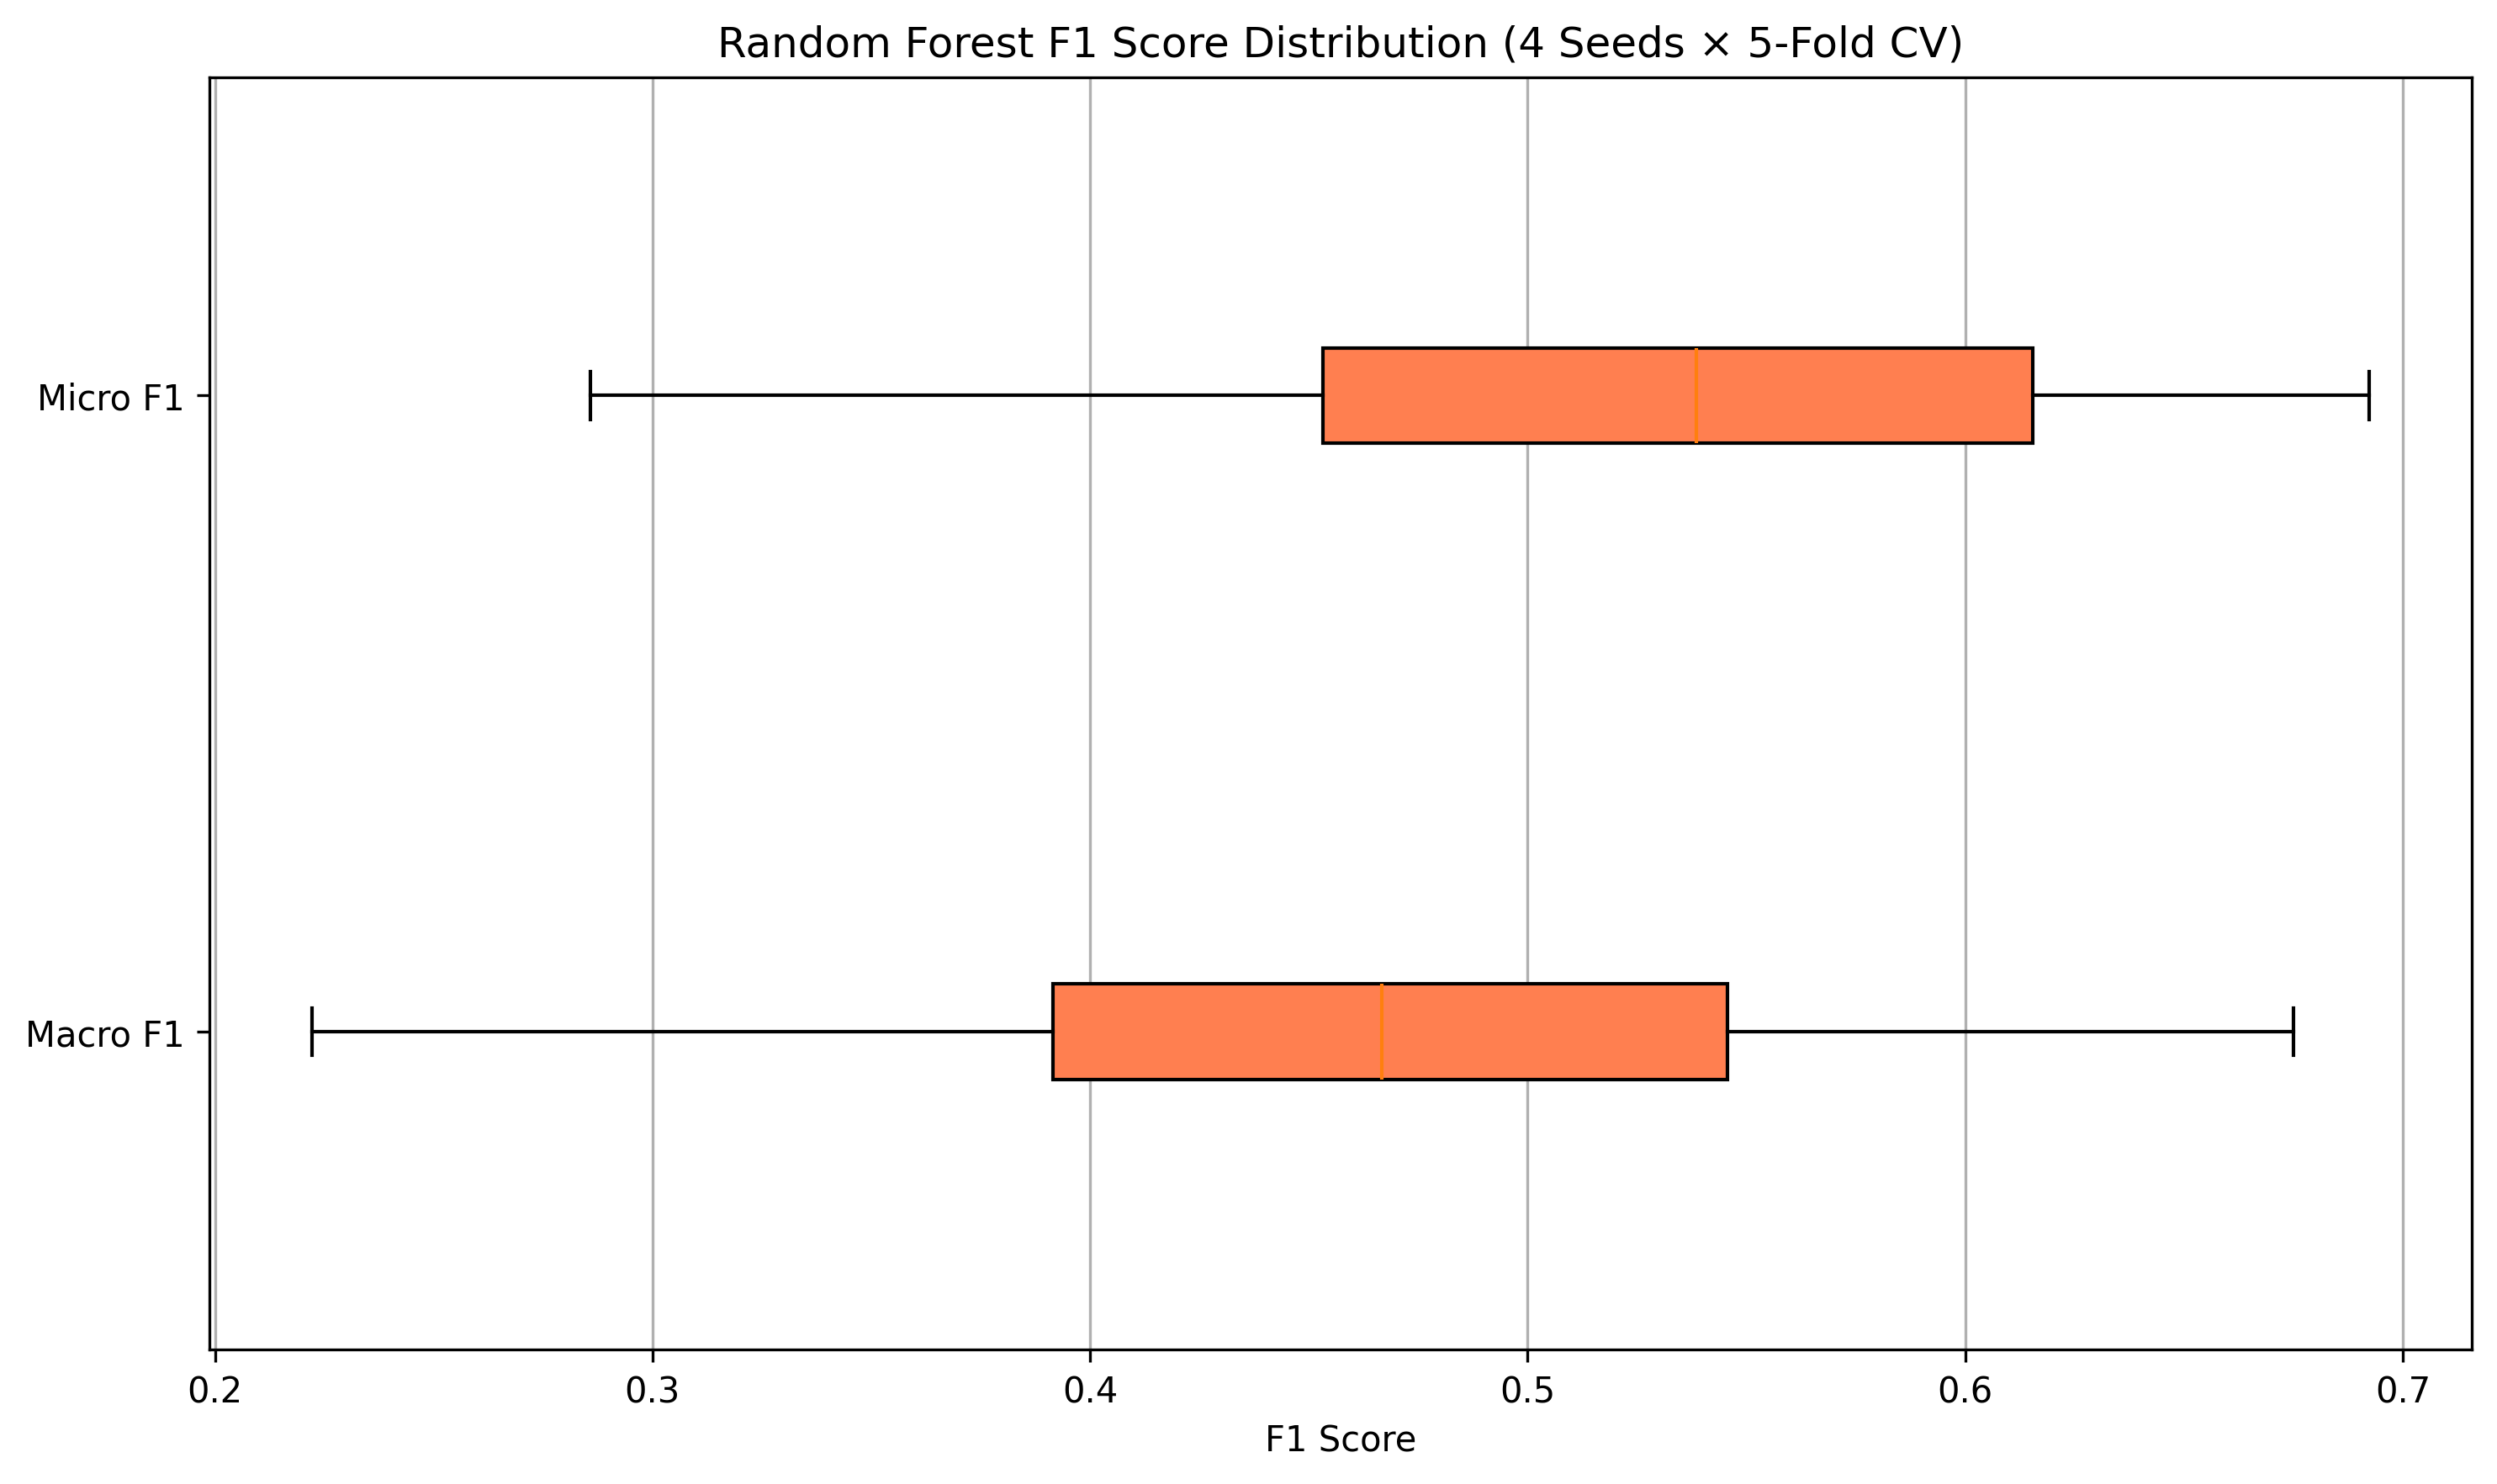 Random Forest F1 Score Distribution (4 Seeds × 5-Fold CV)
Micro F1
Macro F1
0.2 0.3 0.4 0.5 0.6 0.7
F1 Score